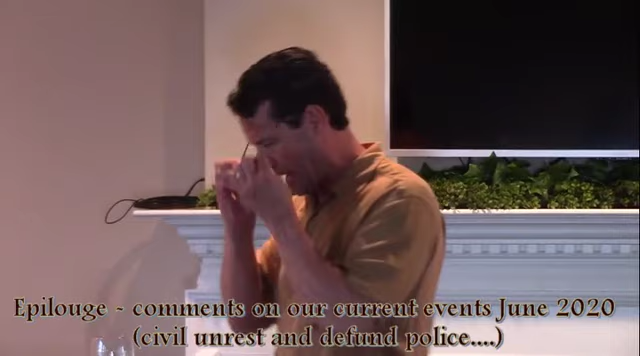 Epilouge - comments on our current events June 2020
(civil unrest and defund police....)